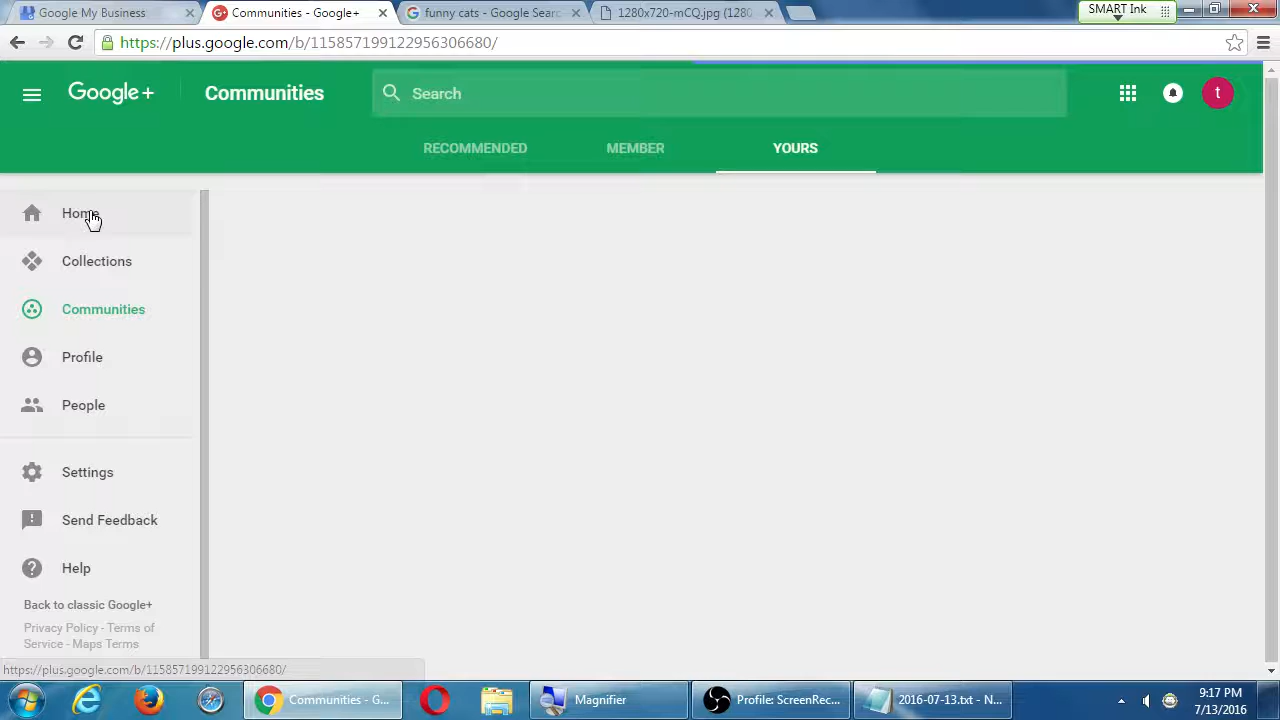 Google My Business
Communities - Google+
funny cats - Google Searc
1280x720-mCQ.jpg (1280
SMART Ink
https://plus.google.com/b/115857199122956306680/
Google+
Communities
Search
t
RECOMMENDED
MEMBER
YOURS
Home
Collections
Communities
Profile
People
Settings
Send Feedback
Help
Back to classic Google+
Privacy Policy - Terms of
Service - Maps Terms
https://plus.google.com/b/115857199122956306680/
Communities - G...
Magnifier
Profile: ScreenRec...
2016-07-13.txt - N...
9:17 PM
7/13/2016